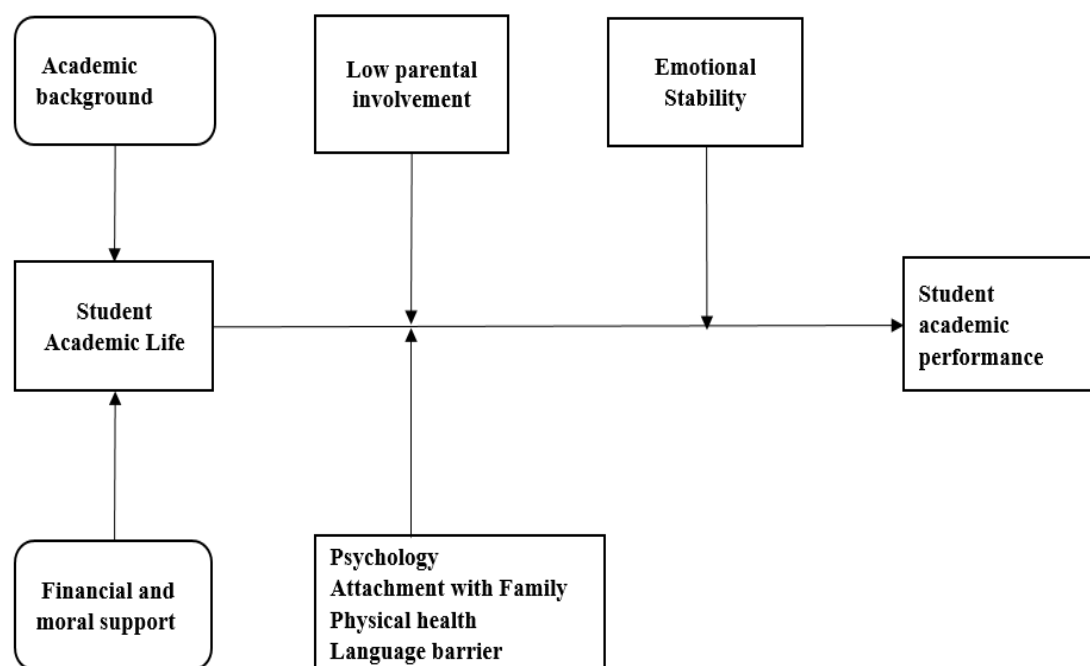 Academic
background
Low parental
involvement
Emotional
Stability
Student
Academic Life
Student
academic
performance
Financial and
moral support
Psychology
Attachment with Family
Physical health
Language barrier